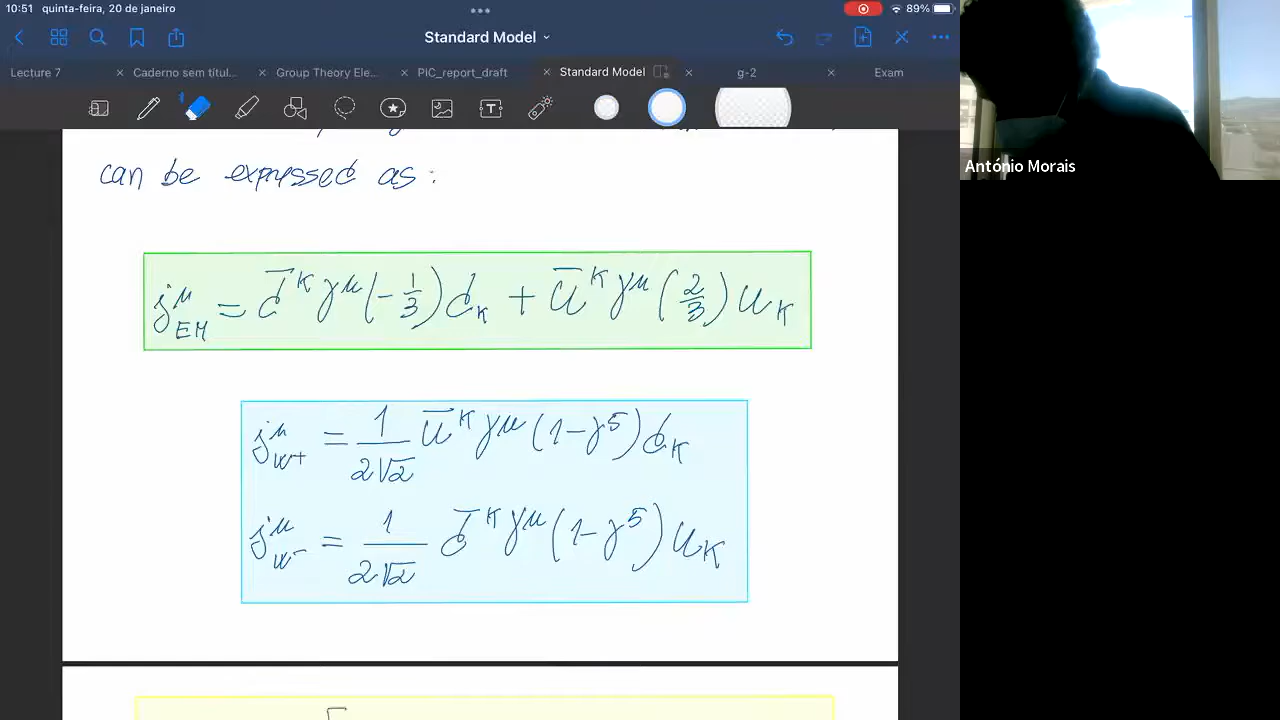 10:51 quinta-feira, 20 de janeiro
89%
Standard Model
Lecture 7
Caderno sem títul...
Group Theory Ele...
PIC_report_draft
Standard Model
g-2
Exam
António Morais
can be expressed as:
j^μ_EM = d̄^k γ^μ (-1/3) d_k + ū^k γ^μ (2/3) u_k
j^μ_W+ = 1/2√2 ū^k γ^μ (1-γ^5) d_k
j^μ_W- = 1/2√2 d̄^k γ^μ (1-γ^5) u_k